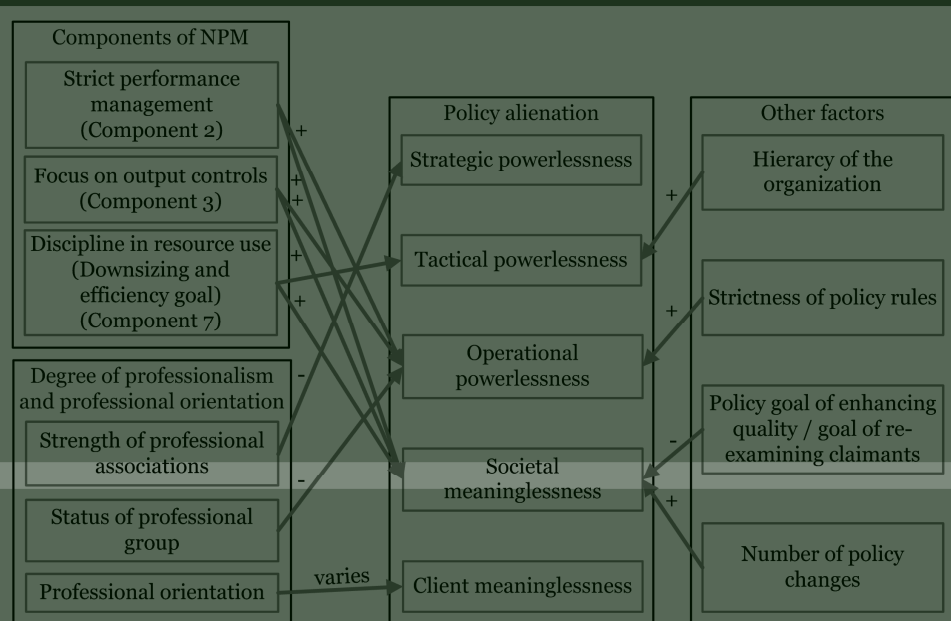 Components of NPM
Strict performance
management
(Component 2)
Focus on output controls
(Component 3)
Discipline in resource use
(Downsizing and
efficiency goal)
(Component 7)
Degree of professionalism
and professional orientation
Strength of professional
associations
Status of professional
group
Professional orientation
+
+
+
+
+
-
-
varies
Policy alienation
Strategic powerlessness
Tactical powerlessness
Operational
powerlessness
Societal
meaninglessness
Client meaninglessness
+
+
-
+
Other factors
Hierarcy of the
organization
Strictness of policy rules
Policy goal of enhancing
quality / goal of re-
examining claimants
Number of policy
changes